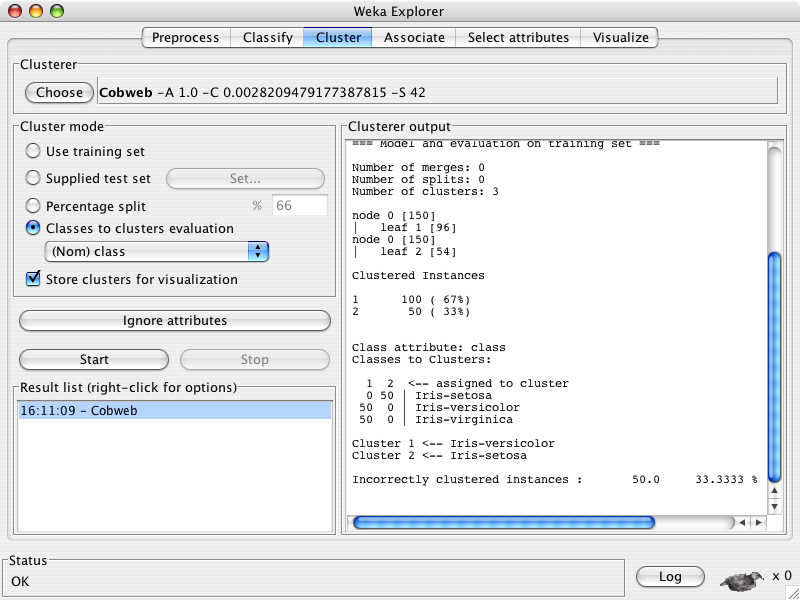 Weka Explorer
Preprocess Classify Cluster Associate Select attributes Visualize
Clusterer
Choose Cobweb -A 1.0 -C 0.0028209479177387815 -S 42
Cluster mode
Use training set
Supplied test set Set...
Percentage split % 66
Classes to clusters evaluation
(Nom) class
Store clusters for visualization
Ignore attributes
Start Stop
Result list (right-click for options)
16:11:09 - Cobweb
Clusterer output
=== Model and evaluation on training set ===
Number of merges: 0
Number of splits: 0
Number of clusters: 3
node 0 [150]
|   leaf 1 [96]
node 0 [150]
|   leaf 2 [54]
Clustered Instances
1      100 ( 67%)
2       50 ( 33%)
Class attribute: class
Classes to Clusters:
  1  2  <-- assigned to cluster
  0 50 | Iris-setosa
 50  0 | Iris-versicolor
 50  0 | Iris-virginica
Cluster 1 <-- Iris-versicolor
Cluster 2 <-- Iris-setosa
Incorrectly clustered instances :       50.0     33.3333 %
Status
OK
Log x 0